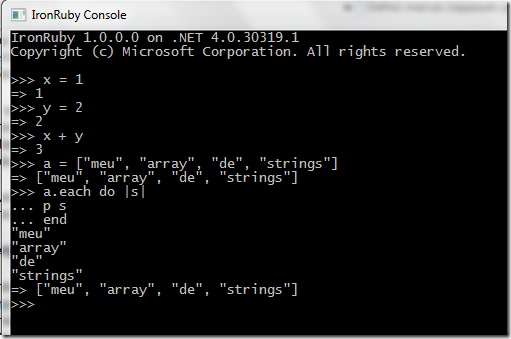 IronRuby Console
IronRuby 1.0.0.0 on .NET 4.0.30319.1
Copyright (c) Microsoft Corporation. All rights reserved.
>>> x = 1
=> 1
>>> y = 2
=> 2
>>> x + y
=> 3
>>> a = ["meu", "array", "de", "strings"]
=> ["meu", "array", "de", "strings"]
>>> a.each do |s|
... p s
... end
"meu"
"array"
"de"
"strings"
=> ["meu", "array", "de", "strings"]
>>>